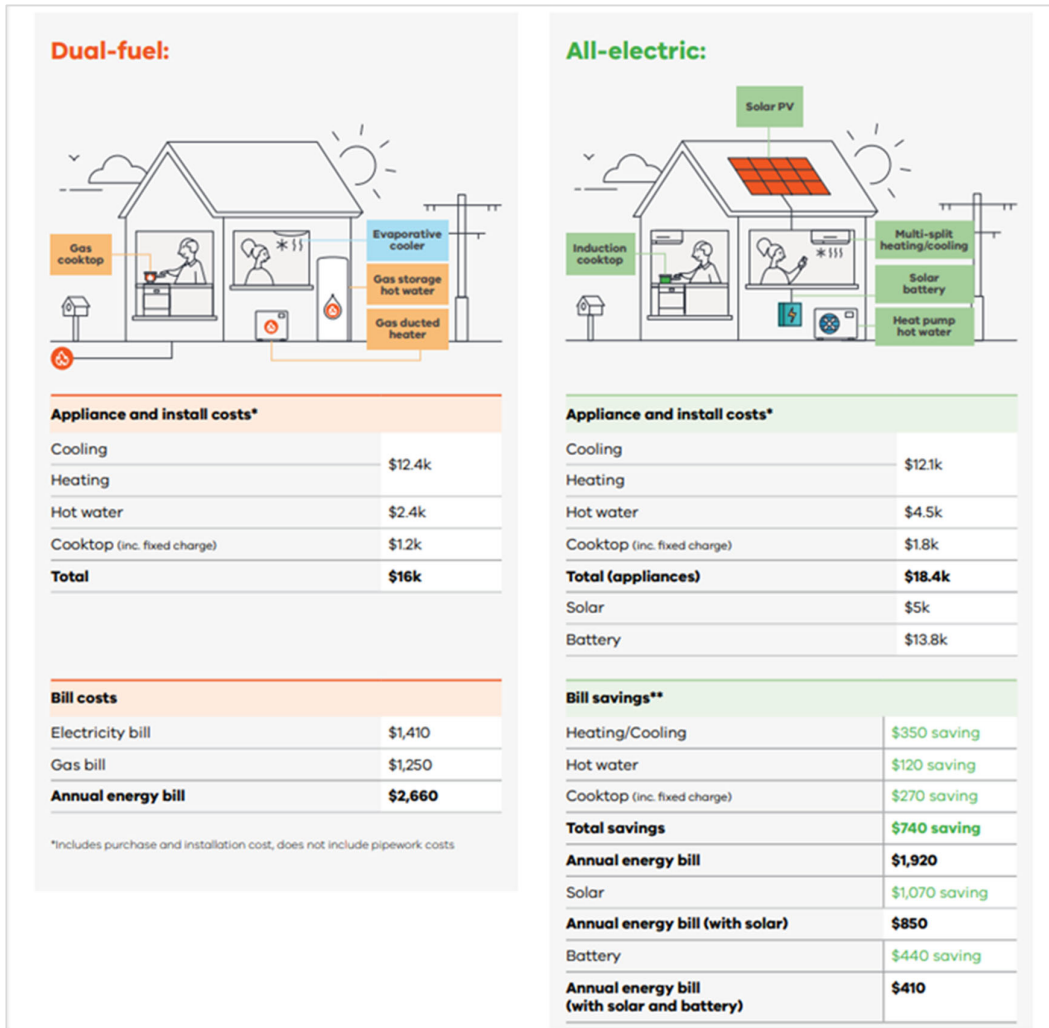 Dual-fuel:
Gas
cooktop
Evaporative
cooler
Gas storage
hot water
Gas ducted
heater
Appliance and install costs*
Cooling
Heating
$12.4k
Hot water $2.4k
Cooktop (inc. fixed charge) $1.2k
Total $16k
Bill costs
Electricity bill $1,410
Gas bill $1,250
Annual energy bill $2,660
*Includes purchase and installation cost, does not include pipework costs
All-electric:
Solar PV
Induction
cooktop
Multi-split
heating/cooling
Solar
battery
Heat pump
hot water
Appliance and install costs*
Cooling
Heating
$12.1k
Hot water $4.5k
Cooktop (inc. fixed charge) $1.8k
Total (appliances) $18.4k
Solar $5k
Battery $13.8k
Bill savings**
Heating/Cooling $350 saving
Hot water $120 saving
Cooktop (inc. fixed charge) $270 saving
Total savings $740 saving
Annual energy bill $1,920
Solar $1,070 saving
Annual energy bill (with solar) $850
Battery $440 saving
Annual energy bill $410
(with solar and battery)